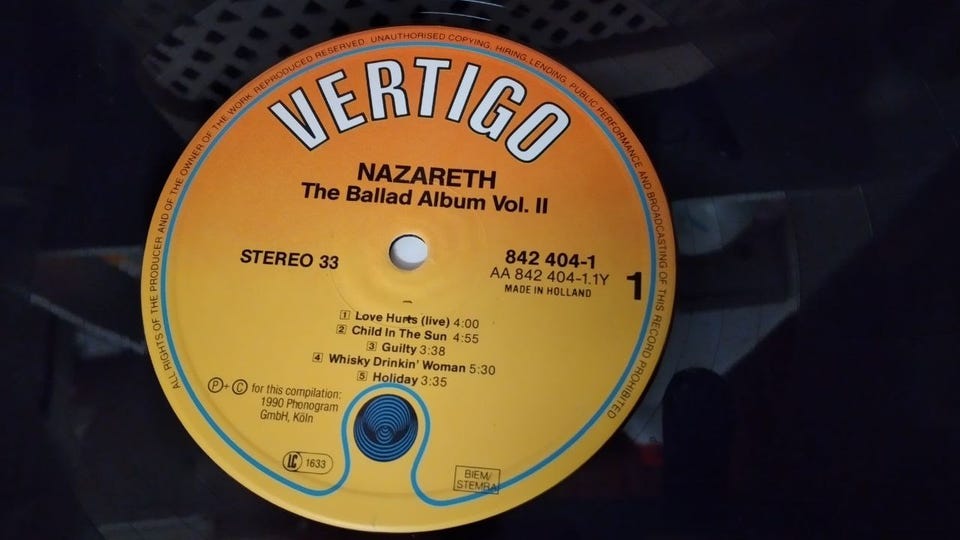 ALL RIGHTS OF THE PRODUCER AND OF THE OWNER OF THE WORK REPRODUCED RESERVED. UNAUTHORISED COPYING, HIRING, LENDING, PUBLIC PERFORMANCE AND BROADCASTING OF THIS RECORD PROHIBITED
VERTIGO
NAZARETH
The Ballad Album Vol. II
STEREO 33
842 404-1
AA 842 404-1.1Y
MADE IN HOLLAND
1
1 Love Hurts (live) 4:00
2 Child In The Sun 4:55
3 Guilty 3:38
4 Whisky Drinkin' Woman 5:30
5 Holiday 3:35
Ⓟ+© for this compilation:
1990 Phonogram
GmbH, Köln
LC 1633
BIEM/
STEMRA